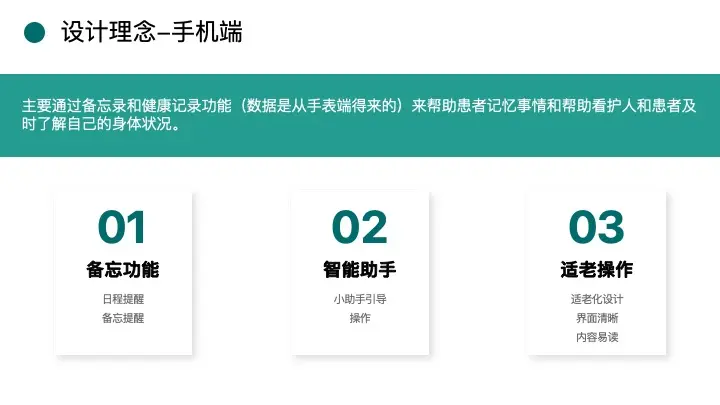 设计理念–手机端
主要通过备忘录和健康记录功能（数据是从手表端得来的）来帮助患者记忆事情和帮助看护人和患者及
时了解自己的身体状况。
01
备忘功能
日程提醒
备忘提醒
02
智能助手
小助手引导
操作
03
适老操作
适老化设计
界面清晰
内容易读